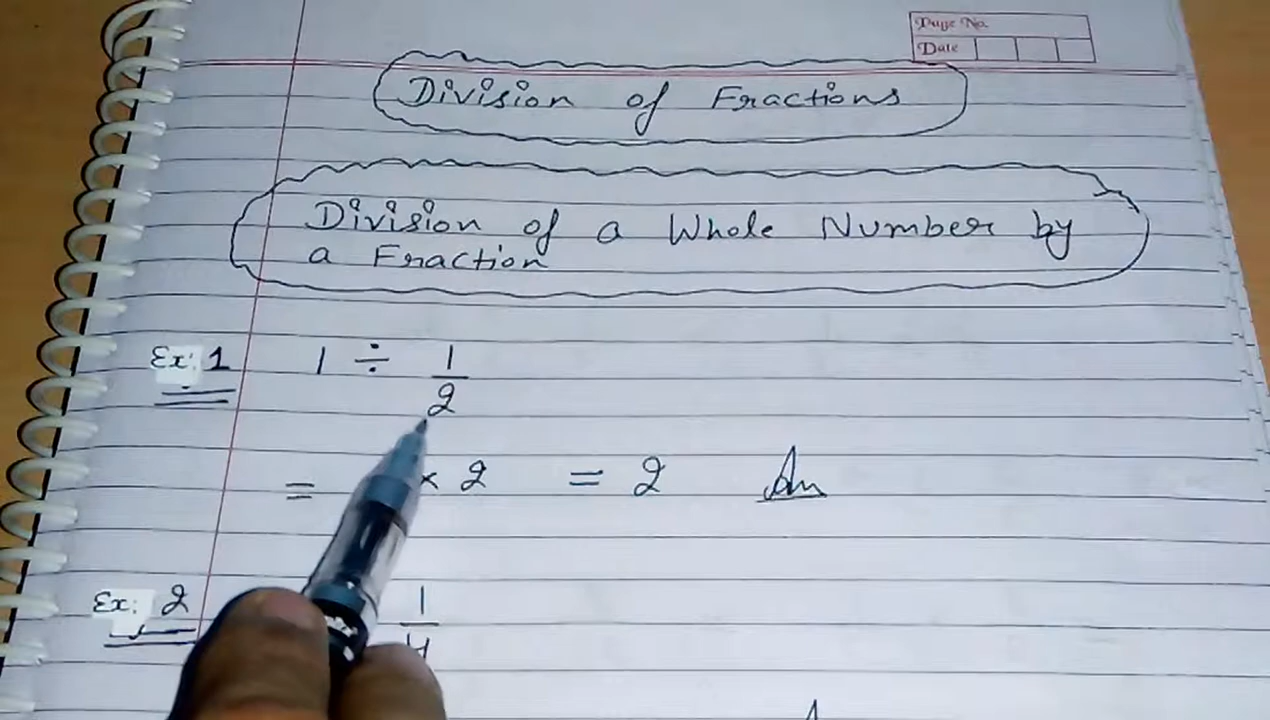 Page No.
Date
Division of Fractions
Division of a Whole Number by
a Fraction
Ex: 1 1 ÷ 1/2
= × 2 = 2 An
Ex: 2 1/4